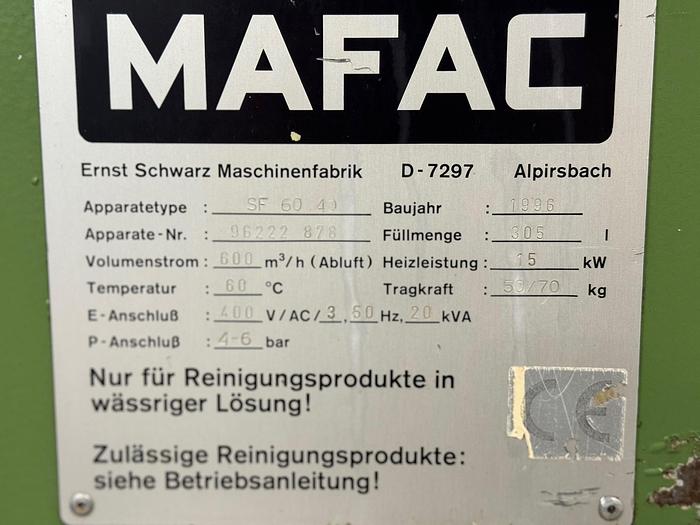 MAFAC
Ernst Schwarz Maschinenfabrik D-7297 Alpirsbach
Apparatetype : SF 60.40 Baujahr : 1996
Apparate-Nr. : 96222 878 Füllmenge : 305 l
Volumenstrom : 600 m³/h (Abluft) Heizleistung : 15 kW
Temperatur : 60 °C Tragkraft : 50/70 kg
E-Anschluß : 400 V/AC/3, 50 Hz, 20 kVA
P-Anschluß : 4-6 bar
Nur für Reinigungsprodukte in
wässriger Lösung!
CE
Zulässige Reinigungsprodukte:
siehe Betriebsanleitung!